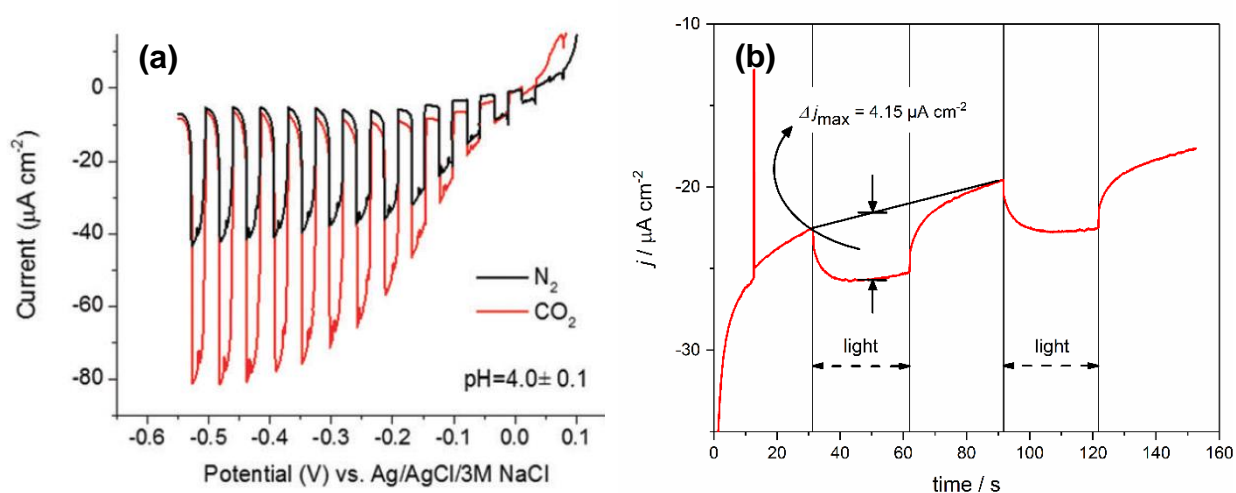 (a)
0
-20
-40
-60
-80
Current (μA cm⁻²)
N₂
CO₂
pH=4.0± 0.1
-0.6 -0.5 -0.4 -0.3 -0.2 -0.1 0.0 0.1
Potential (V) vs. Ag/AgCl/3M NaCl
(b)
-10
-20
-30
j / μA cm⁻²
Δ jmax = 4.15 μA cm⁻²
light light
0 20 40 60 80 100 120 140 160
time / s